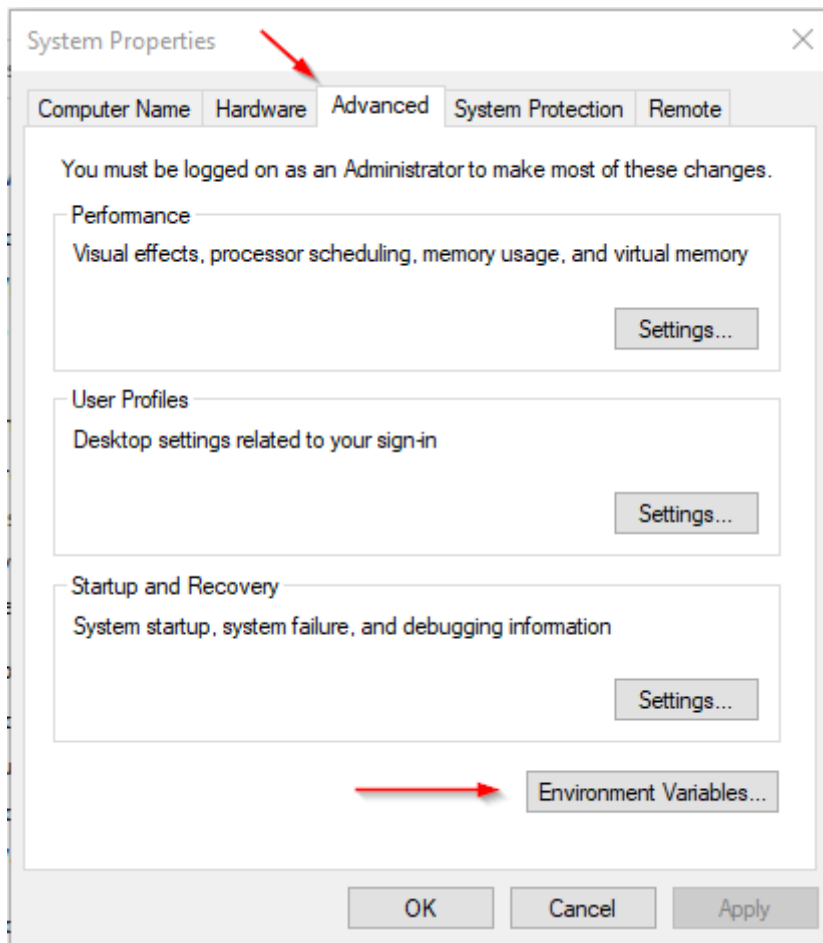 System Properties
Computer Name Hardware Advanced System Protection Remote
You must be logged on as an Administrator to make most of these changes.
Performance
Visual effects, processor scheduling, memory usage, and virtual memory
Settings...
User Profiles
Desktop settings related to your sign-in
Settings...
Startup and Recovery
System startup, system failure, and debugging information
Settings...
Environment Variables...
OK Cancel Apply